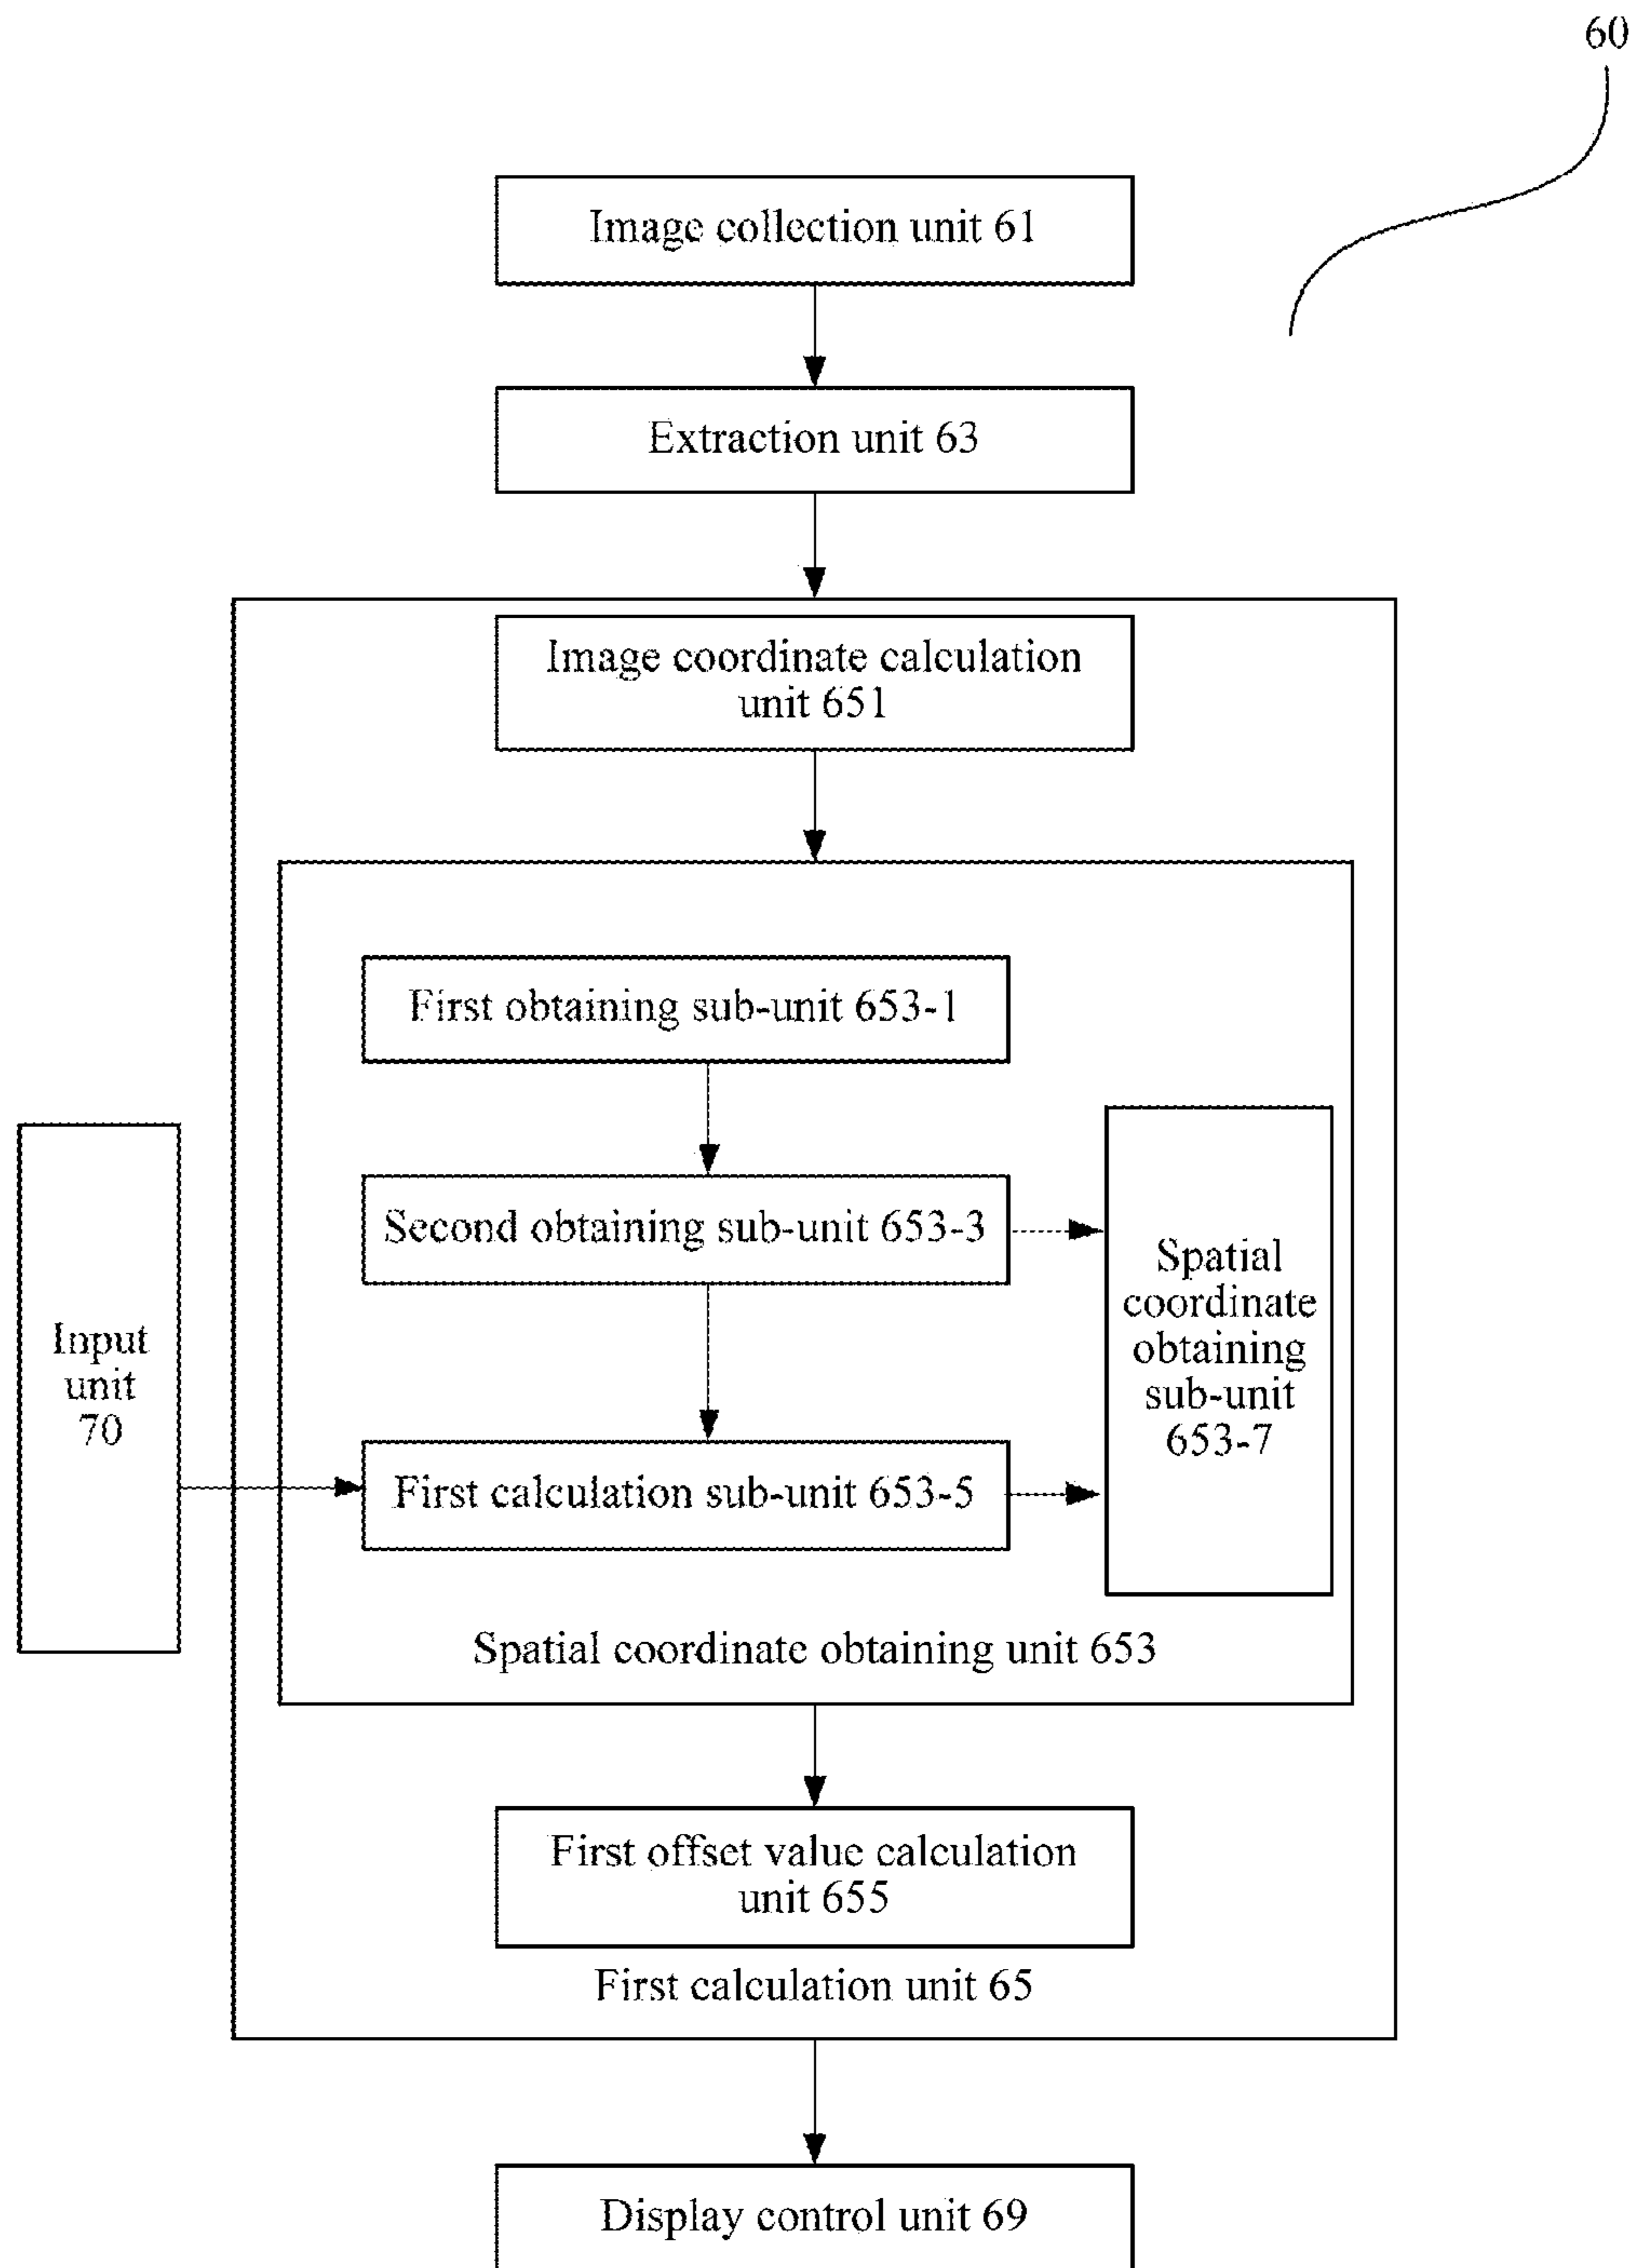 60
Image collection unit 61
Extraction unit 63
Image coordinate calculation
unit 651
First obtaining sub-unit 653-1
Second obtaining sub-unit 653-3
Spatial
coordinate
obtaining
sub-unit
653-7
Input
unit
70
First calculation sub-unit 653-5
Spatial coordinate obtaining unit 653
First offset value calculation
unit 655
First calculation unit 65
Display control unit 69